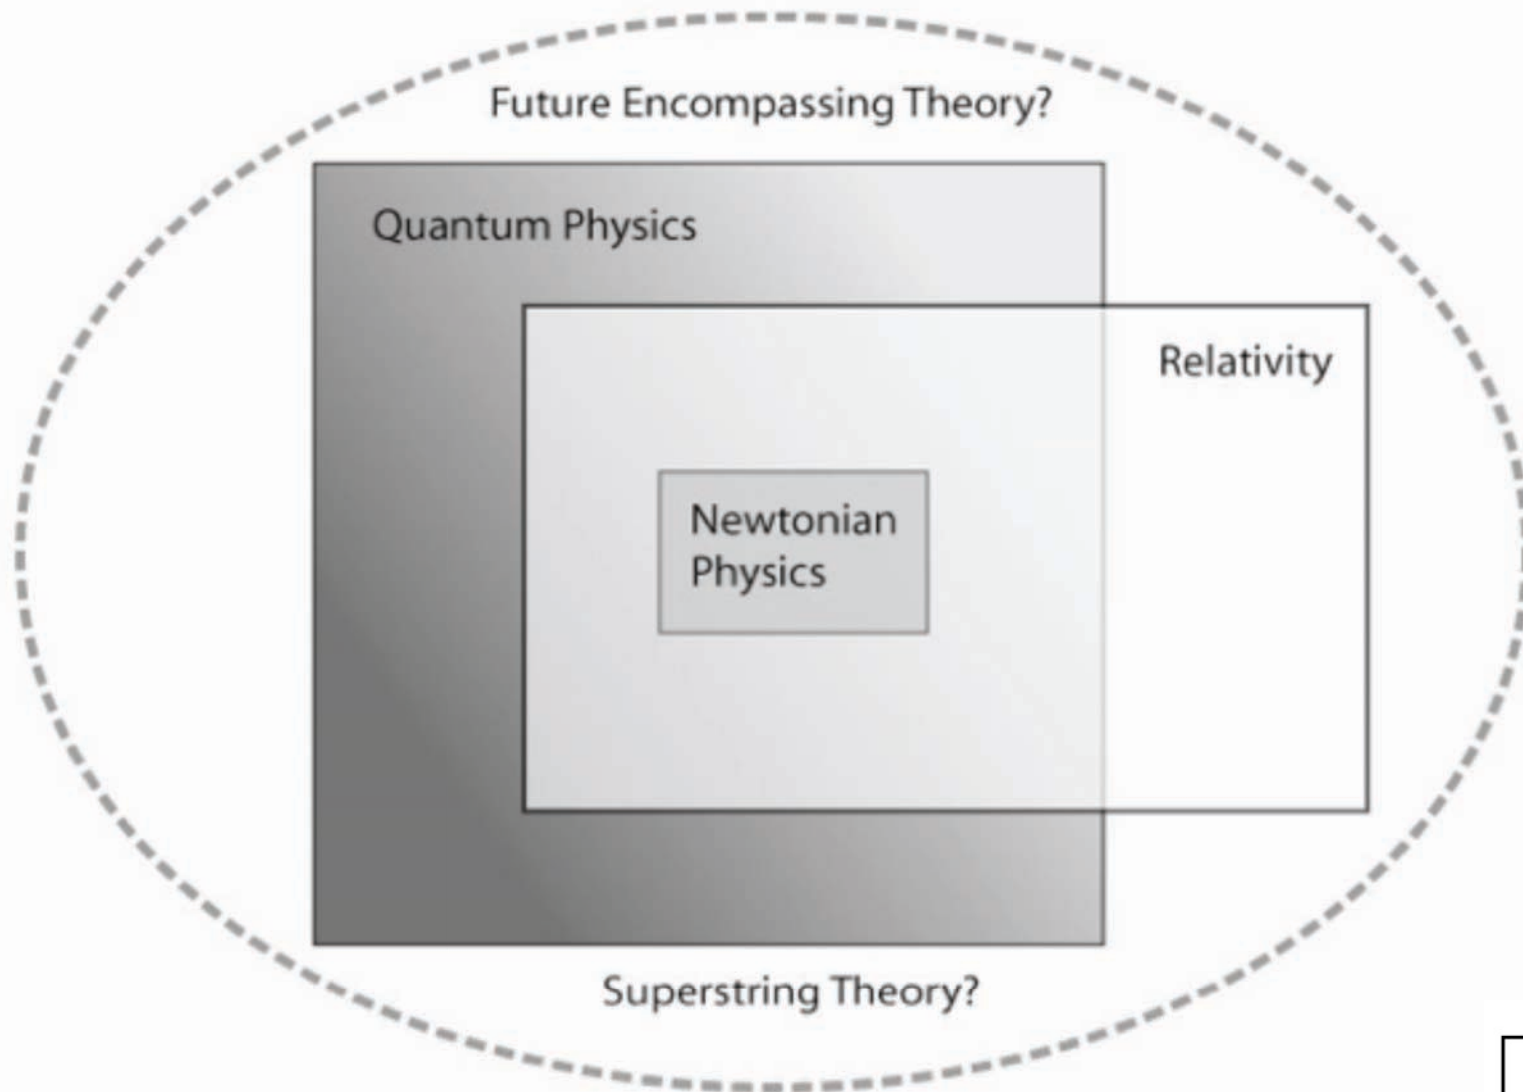 Future Encompassing Theory?
Quantum Physics
Relativity
Newtonian
Physics
Superstring Theory?